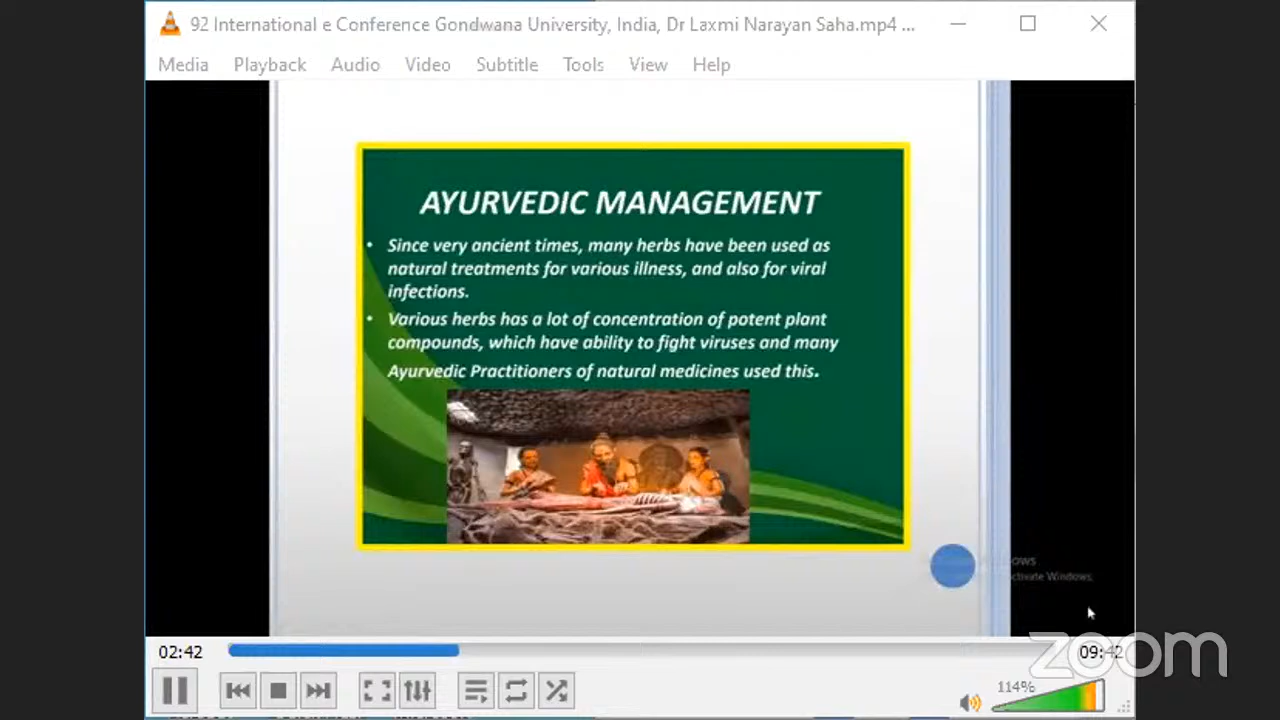 92 International e Conference Gondwana University, India, Dr Laxmi Narayan Saha.mp4 ...
Media Playback Audio Video Subtitle Tools View Help
AYURVEDIC MANAGEMENT
• Since very ancient times, many herbs have been used as
natural treatments for various illness, and also for viral
infections.
• Various herbs has a lot of concentration of potent plant
compounds, which have ability to fight viruses and many
Ayurvedic Practitioners of natural medicines used this.
Windows,
02:42
09:42
zoom
114%